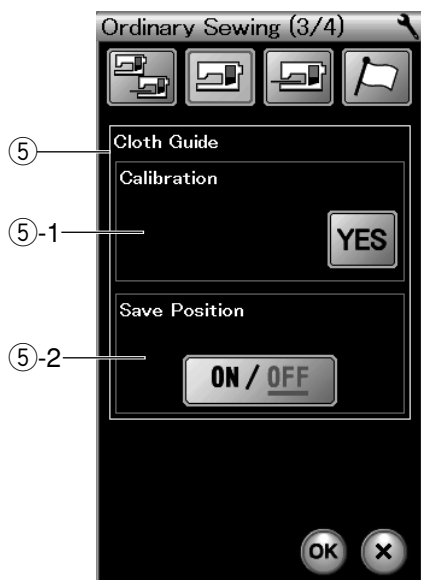 Ordinary Sewing (3/4)
⑤
Cloth Guide
Calibration
⑤-1
YES
Save Position
⑤-2
ON / OFF
OK